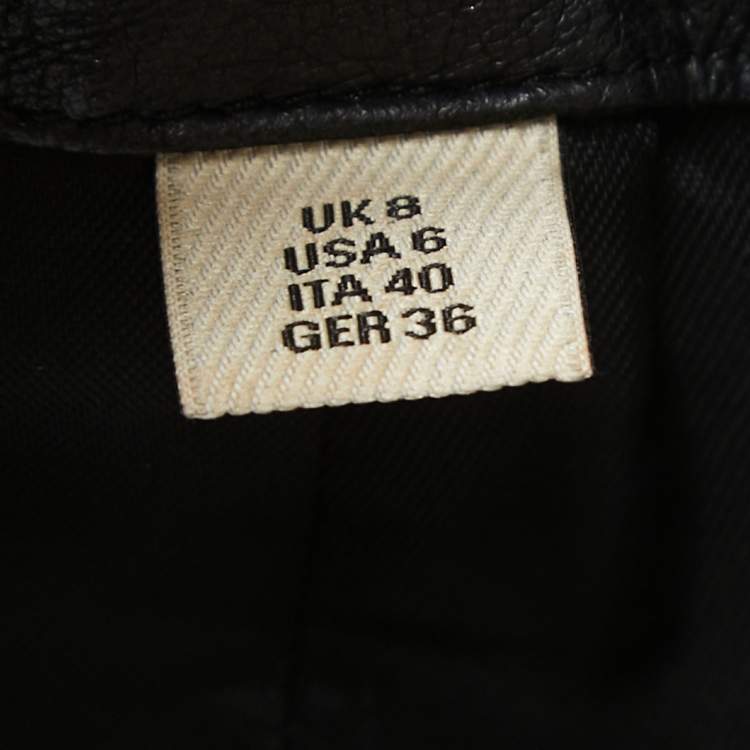 UK 8
USA 6
ITA 40
GER 36